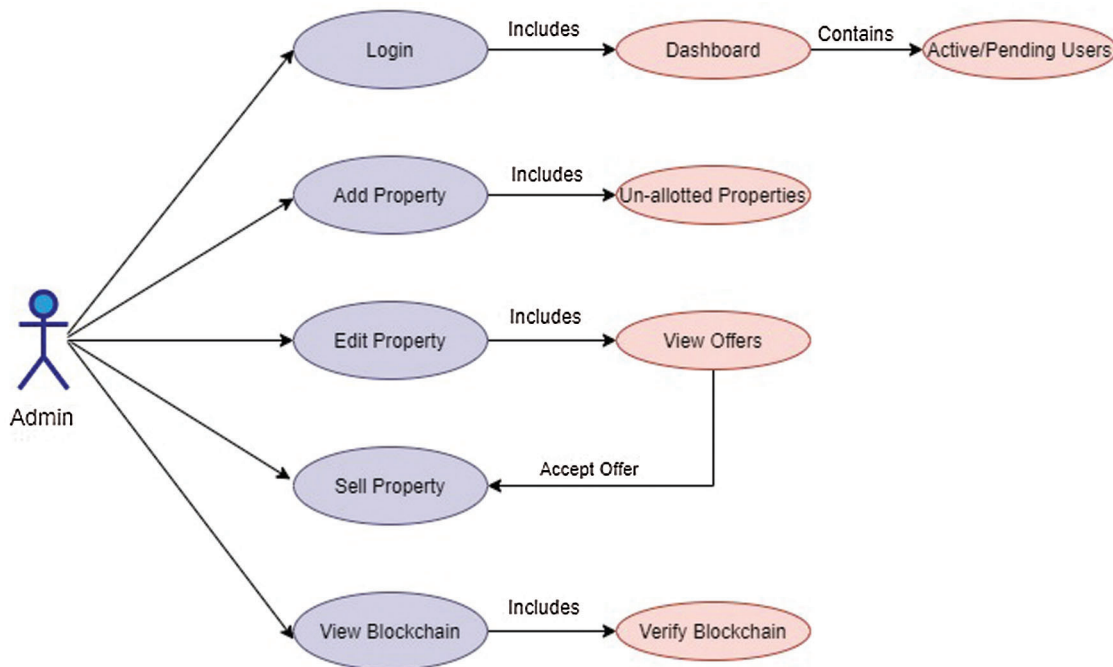 Login
Includes
Dashboard
Contains
Active/Pending Users
Add Property
Includes
Un-allotted Properties
Edit Property
Includes
View Offers
Admin
Sell Property
Accept Offer
View Blockchain
Includes
Verify Blockchain